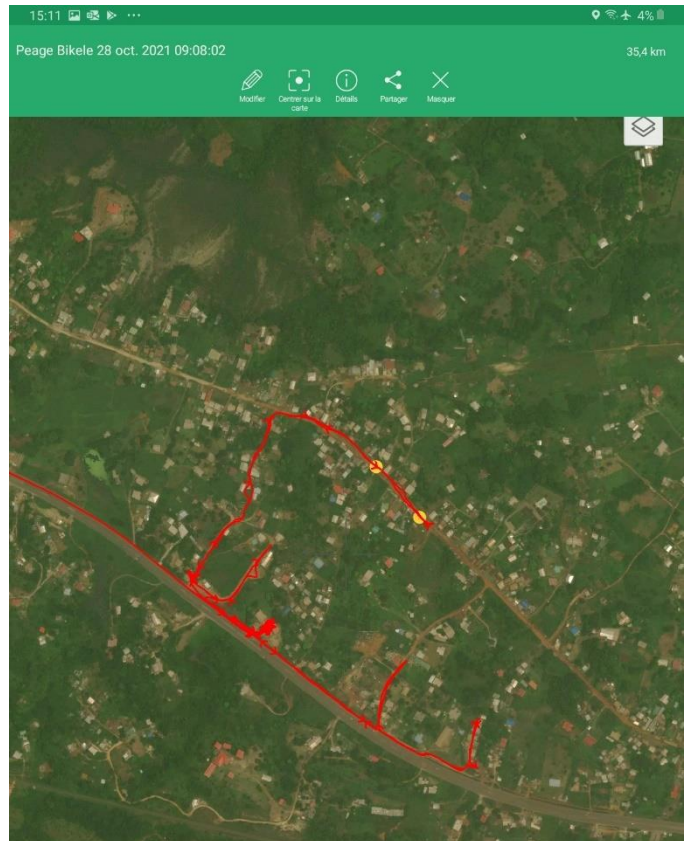 15:11 4%
Peage Bikele 28 oct. 2021 09:08:02 35,4 km
Modifier Centrer sur la carte Détails Partager Masquer